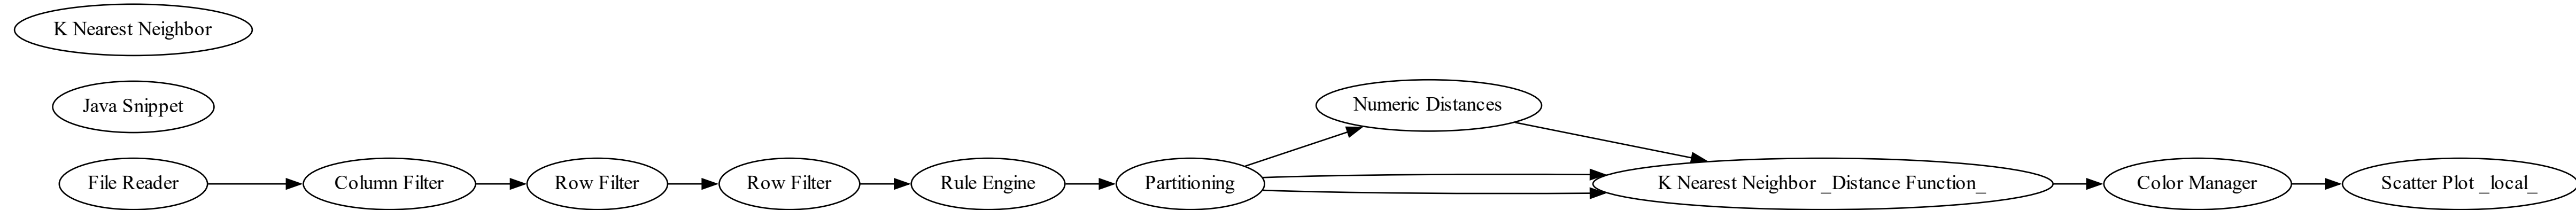 K Nearest Neighbor
Java Snippet
Numeric Distances
File Reader
Column Filter
Row Filter
Row Filter
Rule Engine
Partitioning
K Nearest Neighbor _Distance Function_
Color Manager
Scatter Plot _local_